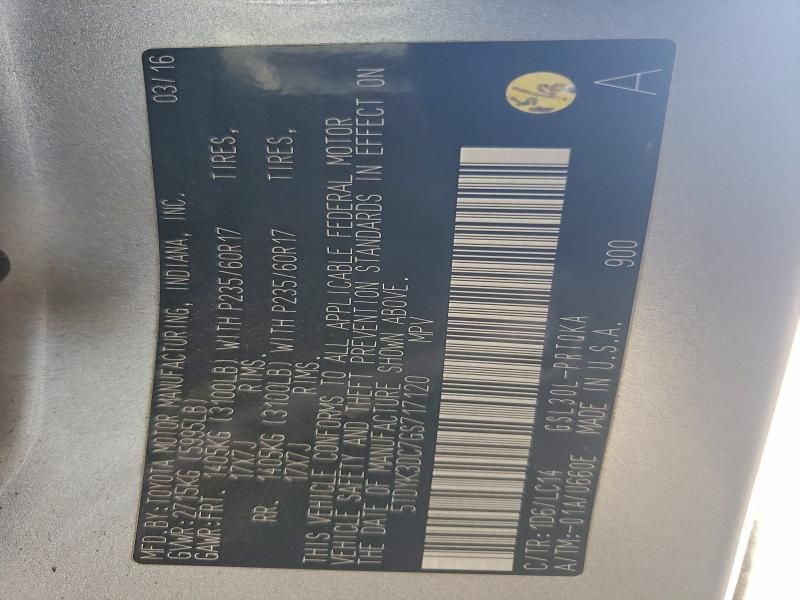 MFD.BY:TOYOTA MOTOR MANUFACTURING, INDIANA, INC. 03/16
GVWR:2715KG (5995LB)
GAWR:FRT. 1405KG (3100LB) WITH P235/60R17 TIRES,
17X7J RIMS.
RR. 1405KG (3100LB) WITH P235/60R17 TIRES,
17X7J RIMS.
THIS VEHICLE CONFORMS TO ALL APPLICABLE FEDERAL MOTOR
VEHICLE SAFETY AND THEFT PREVENTION STANDARDS IN EFFECT ON
THE DATE OF MANUFACTURE SHOWN ABOVE.
5TDYK3DC7GS717120 MPV
C/TR:1D6/LC14 GSL30L-PRTQKA 900 A
A/TM:-01A/U660E MADE IN U.S.A.